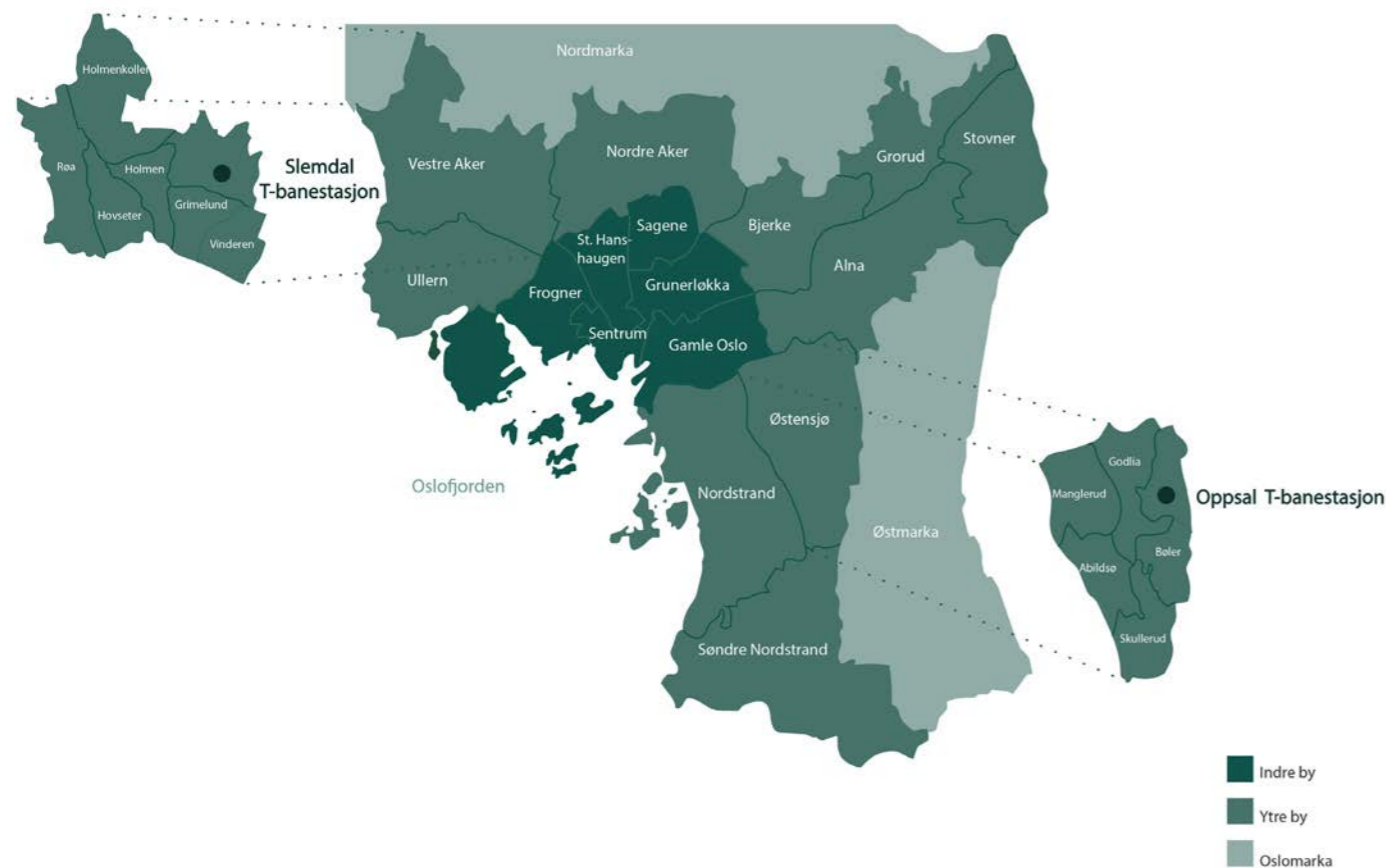 Nordmarka
Holmenkollen
Røa
Holmen
Hovseter
Grimelund
Vinderen
Slemdal
T-banestasjon
Vestre Aker
Nordre Aker
Grorud
Stovner
Ullern
St. Hans-
haugen
Sagene
Bjerke
Alna
Frogner
Grunerløkka
Sentrum
Gamle Oslo
Østensjø
Nordstrand
Oslofjorden
Østmarka
Søndre Nordstrand
Godlia
Manglerud
Bøler
Abildsø
Skullerud
Oppsal T-banestasjon
Indre by
Ytre by
Oslomarka